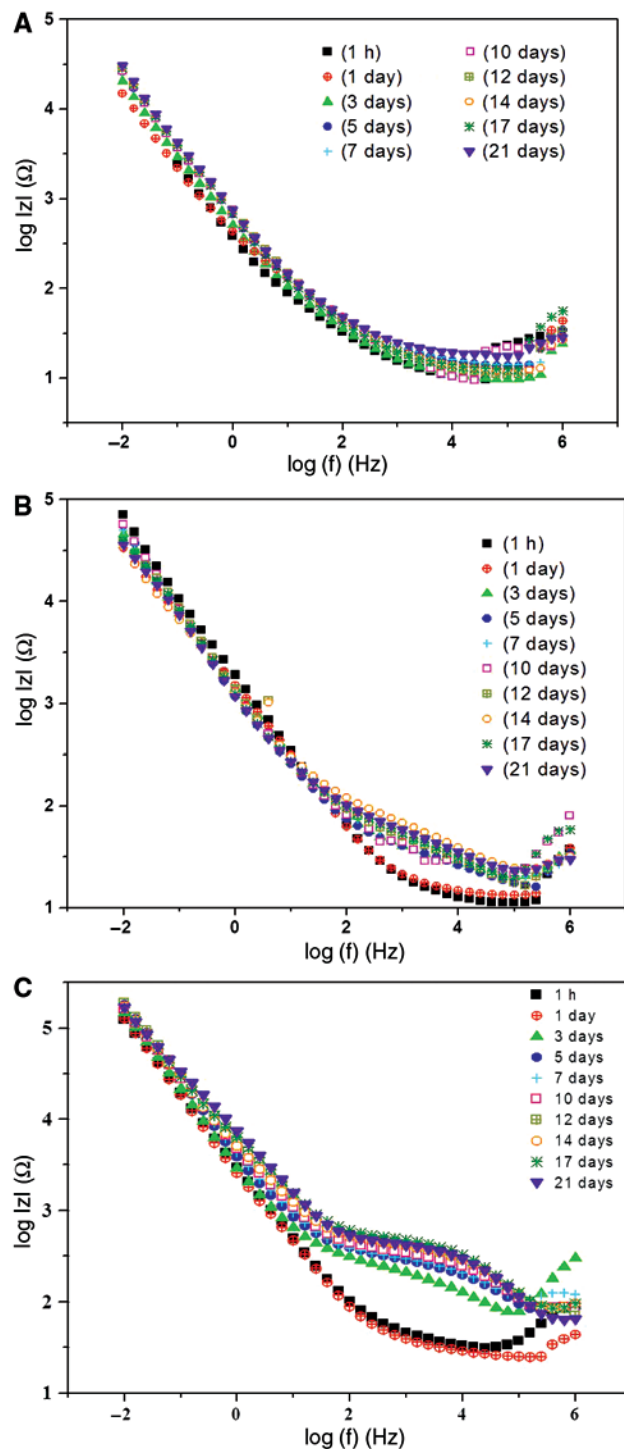 A
5
4
3
2
1
log |z| (Ω)
(1 h)
(1 day)
(3 days)
(5 days)
(7 days)
(10 days)
(12 days)
(14 days)
(17 days)
(21 days)
−2
0
2
4
6
log (f) (Hz)
B
5
4
3
2
1
log |z| (Ω)
(1 h)
(1 day)
(3 days)
(5 days)
(7 days)
(10 days)
(12 days)
(14 days)
(17 days)
(21 days)
−2
0
2
4
6
log (f) (Hz)
C
5
4
3
2
1
log |z| (Ω)
1 h
1 day
3 days
5 days
7 days
10 days
12 days
14 days
17 days
21 days
−2
0
2
4
6
log (f) (Hz)